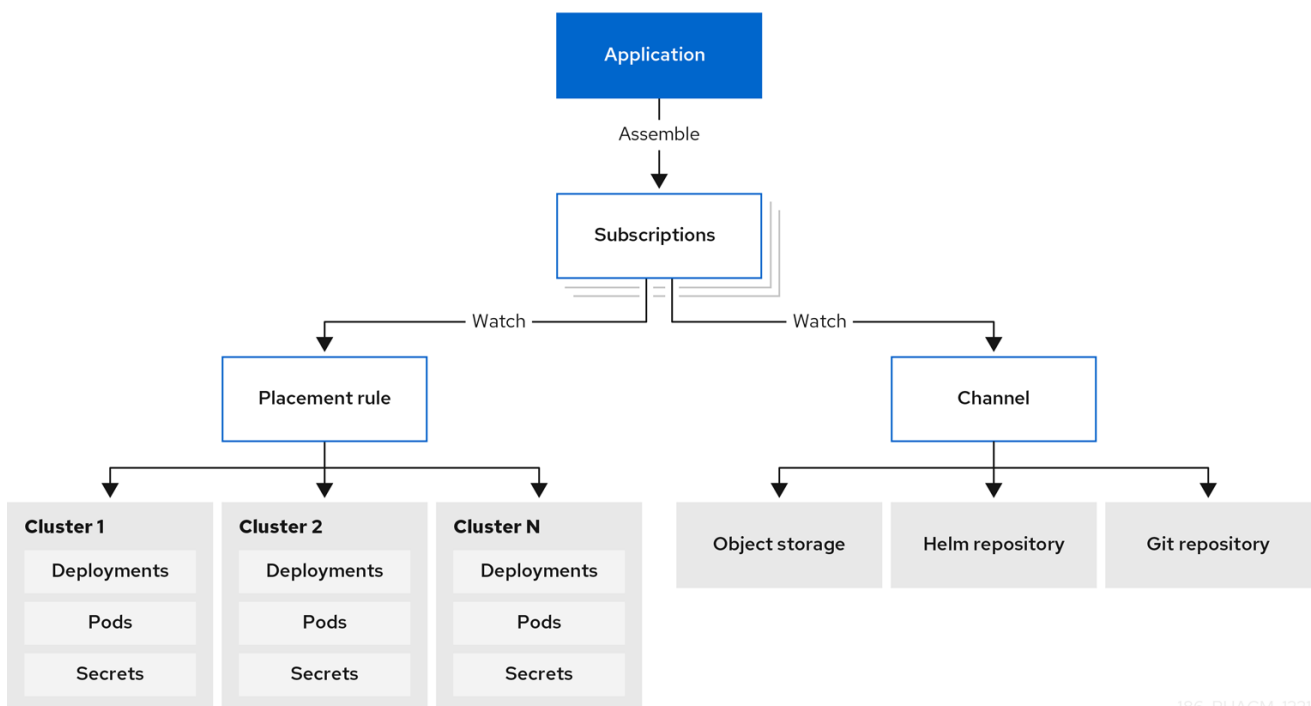 Application
Assemble
Subscriptions
Watch
Watch
Placement rule
Channel
Cluster 1
Deployments
Pods
Secrets
Cluster 2
Deployments
Pods
Secrets
Cluster N
Deployments
Pods
Secrets
Object storage
Helm repository
Git repository